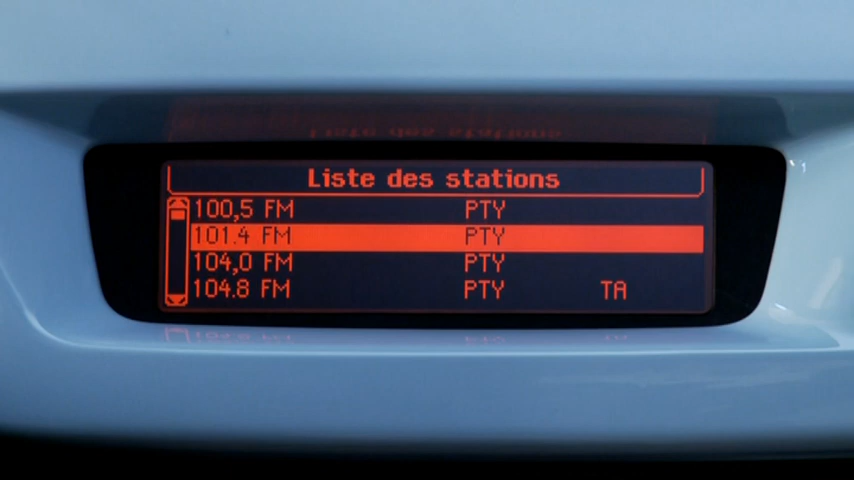 Liste des stations
100,5 FM PTY
101.4 FM PTY
104,0 FM PTY
104.8 FM PTY TA